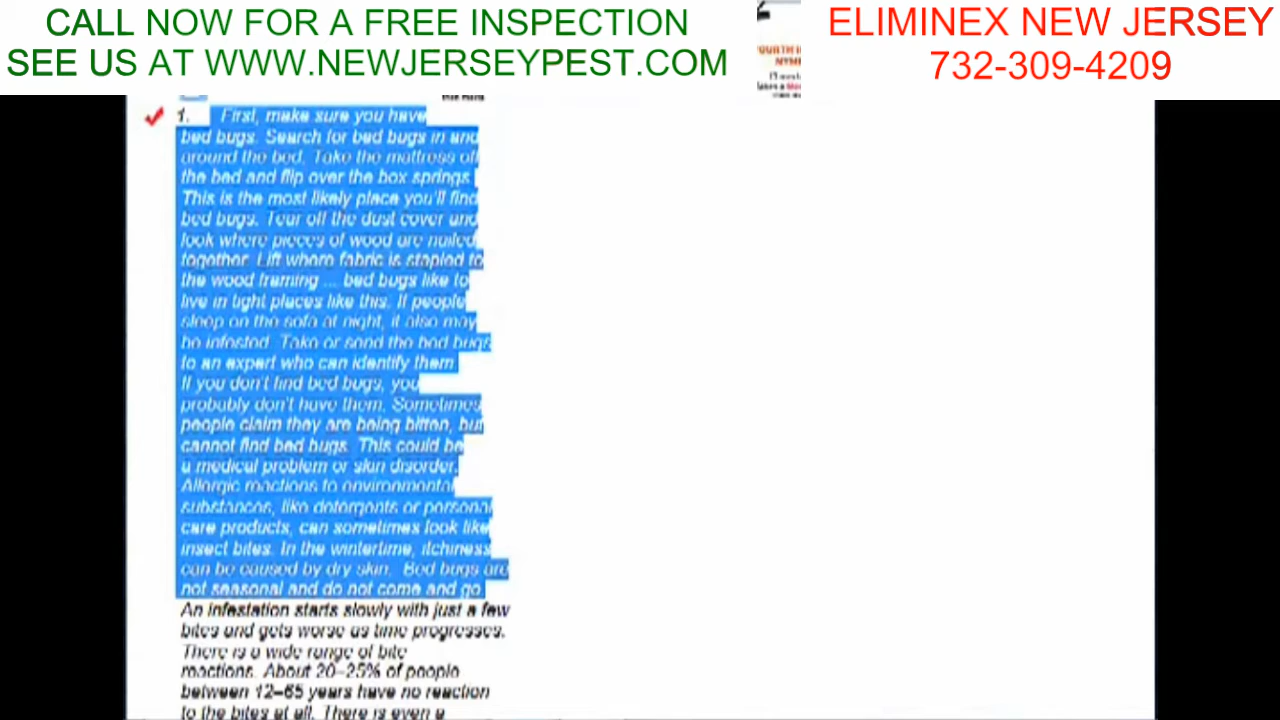 CALL NOW FOR A FREE INSPECTION
SEE US AT WWW.NEWJERSEYPEST.COM
ELIMINEX NEW JERSEY
732-309-4209
1. First, make sure you have
bed bugs. Search for bed bugs in and
around the bed. Take the mattress off
the bed and flip over the box springs.
This is the most likely place you'll find
bed bugs. Tear off the dust cover and
look where pieces of wood are nailed
together. Lift where fabric is stapled to
the wood framing ... bed bugs like to
live in tight places like this. If people
sleep on the sofa at night, it also may
be infested. Take or send the bed bugs
to an expert who can identify them
If you don't find bed bugs, you
probably don't have them. Sometimes
people claim they are being bitten, but
cannot find bed bugs. This could be
a medical problem or skin disorder.
Allergic reactions to environmental
substances, like detergents or personal
care products, can sometimes look like
insect bites. In the wintertime, itchiness
can be caused by dry skin. Bed bugs are
not seasonal and do not come and go.
An infestation starts slowly with just a few
bites and gets worse as time progresses.
There is a wide range of bite
reactions. About 20–25% of people
between 12–65 years have no reaction
to the bites at all. There is even a